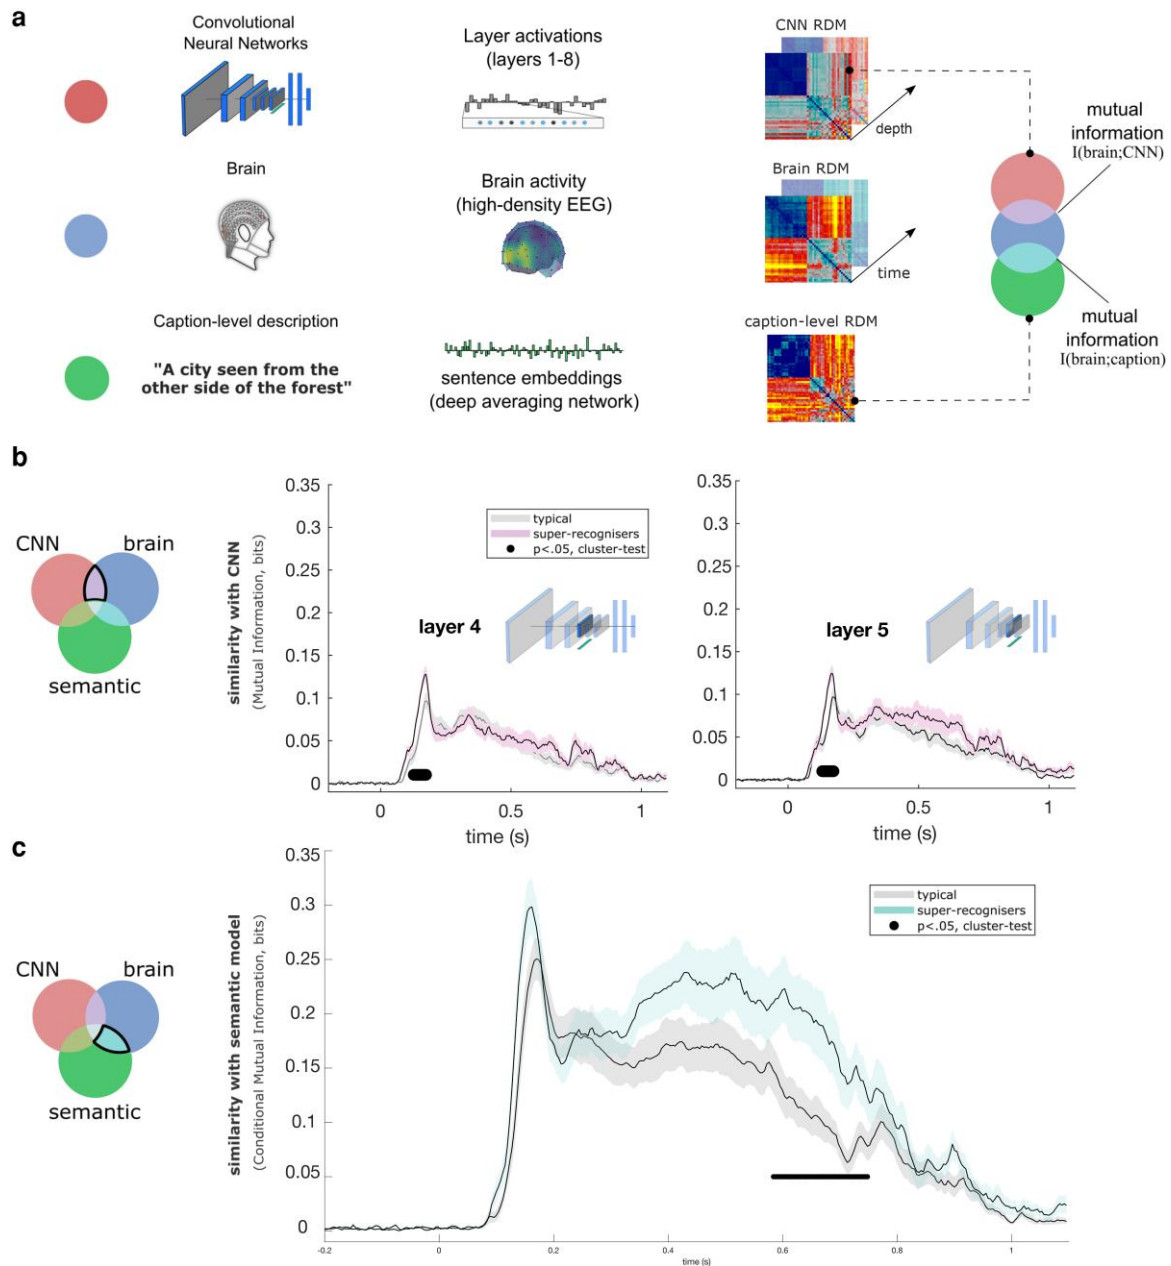 a
Convolutional
Neural Networks
Layer activations
(layers 1-8)
CNN RDM
depth
mutual
information
I(brain;CNN)
Brain
Brain activity
(high-density EEG)
Brain RDM
time
Caption-level description
"A city seen from the
other side of the forest"
sentence embeddings
(deep averaging network)
caption-level RDM
mutual
information
I(brain;caption)
b
CNN
brain
semantic
similarity with CNN
(Mutual Information, bits)
0.35
0.3
0.25
0.2
0.15
0.1
0.05
0
typical
super-recognisers
p<.05, cluster-test
layer 4
0
0.5
1
time (s)
0.35
0.3
0.25
0.2
0.15
0.1
0.05
0
layer 5
0
0.5
1
time (s)
c
CNN
brain
semantic
similarity with semantic model
(Conditional Mutual Information, bits)
0.35
0.3
0.25
0.2
0.15
0.1
0.05
0
typical
super-recognisers
p<.05, cluster-test
-0.2
0
0.2
0.4
0.6
0.8
1
time (s)